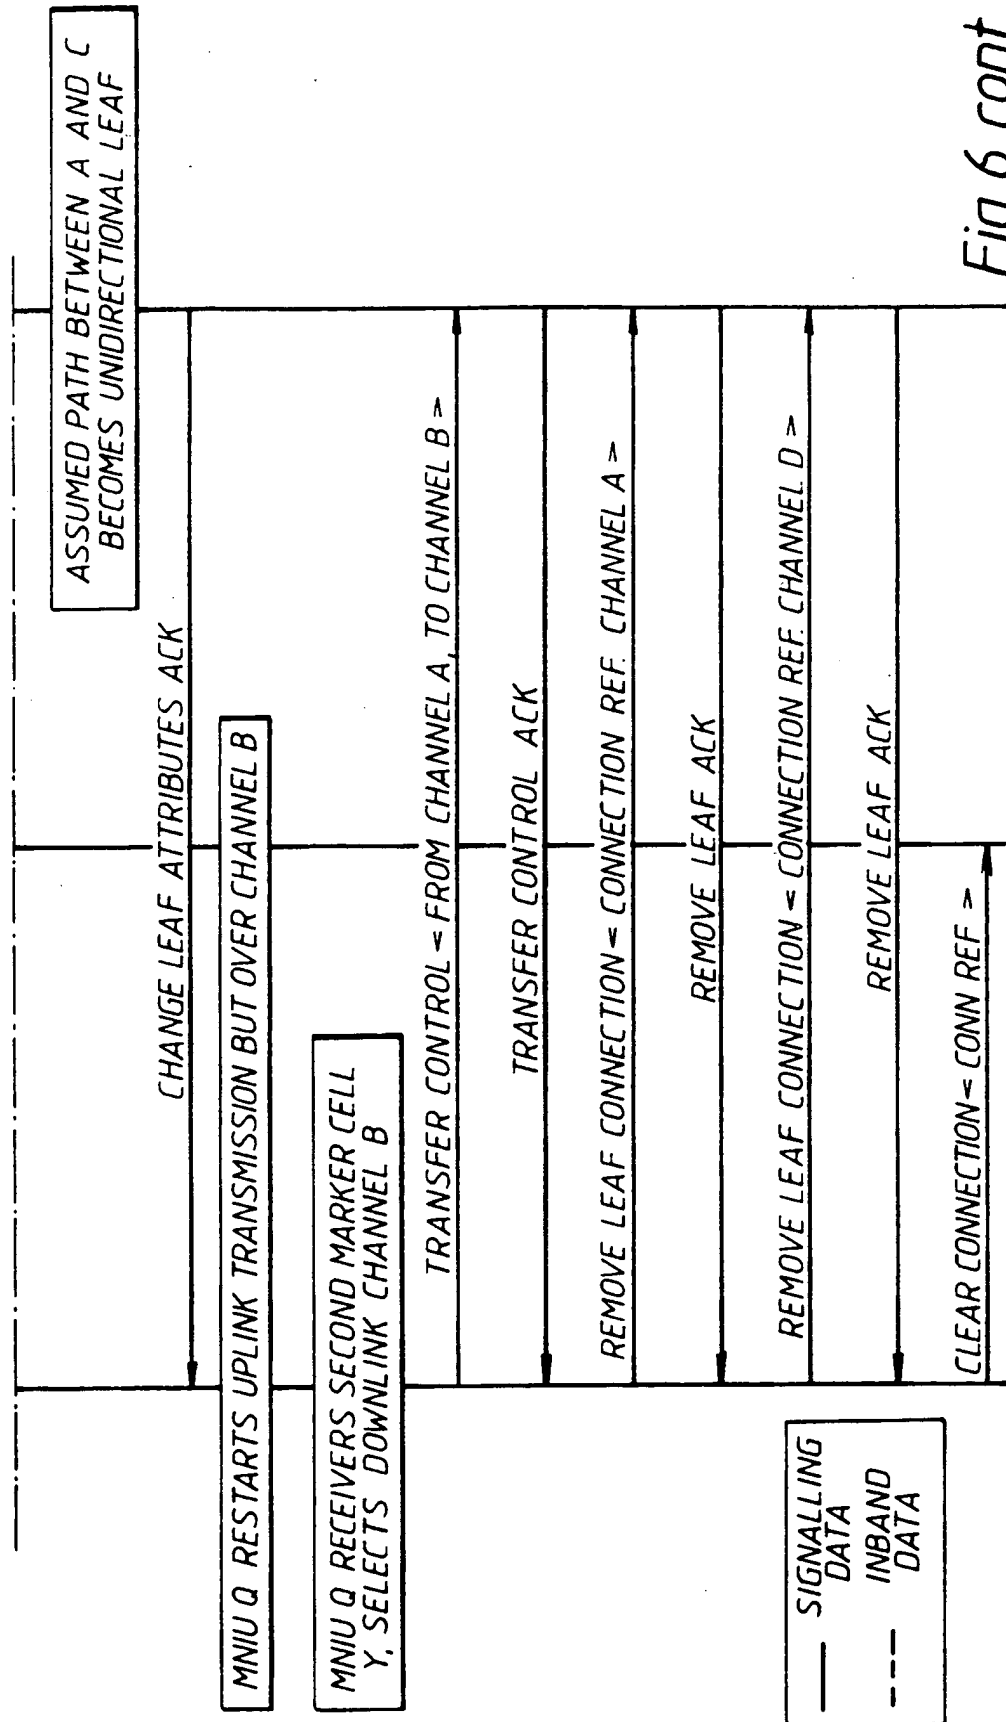 ASSUMED PATH BETWEEN A AND C
BECOMES UNIDIRECTIONAL LEAF
CHANGE LEAF ATTRIBUTES ACK
MNIU Q RESTARTS UPLINK TRANSMISSION BUT OVER CHANNEL B
MNIU Q RECEIVERS SECOND MARKER CELL
Y, SELECTS DOWNLINK CHANNEL B
TRANSFER CONTROL < FROM CHANNEL A, TO CHANNEL B >
TRANSFER CONTROL ACK
REMOVE LEAF CONNECTION < CONNECTION REF. CHANNEL A >
REMOVE LEAF ACK
REMOVE LEAF CONNECTION < CONNECTION REF. CHANNEL D >
REMOVE LEAF ACK
CLEAR CONNECTION < CONN REF >
SIGNALLING
DATA
INBAND
DATA
Fig.6 cont